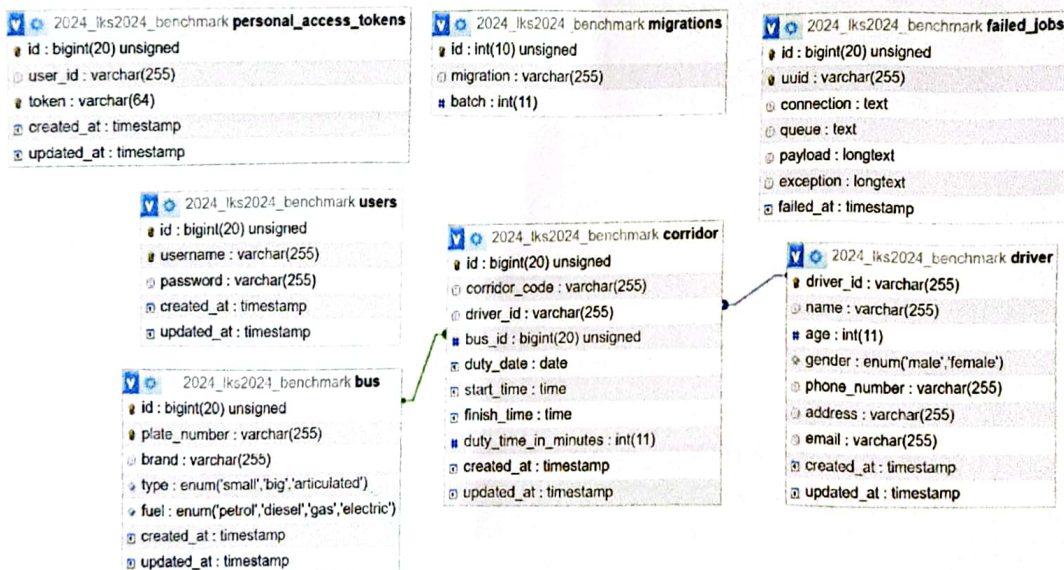 2024_lks2024_benchmark personal_access_tokens
id : bigint(20) unsigned
user_id : varchar(255)
token : varchar(64)
created_at : timestamp
updated_at : timestamp
2024_lks2024_benchmark migrations
id : int(10) unsigned
migration : varchar(255)
# batch : int(11)
2024_lks2024_benchmark failed_jobs
id : bigint(20) unsigned
uuid : varchar(255)
connection : text
queue : text
payload : longtext
exception : longtext
failed_at : timestamp
2024_lks2024_benchmark users
id : bigint(20) unsigned
username : varchar(255)
password : varchar(255)
created_at : timestamp
updated_at : timestamp
2024_lks2024_benchmark corridor
id : bigint(20) unsigned
corridor_code : varchar(255)
driver_id : varchar(255)
# bus_id : bigint(20) unsigned
duty_date : date
start_time : time
finish_time : time
# duty_time_in_minutes : int(11)
created_at : timestamp
updated_at : timestamp
2024_lks2024_benchmark driver
driver_id : varchar(255)
name : varchar(255)
# age : int(11)
gender : enum('male','female')
phone_number : varchar(255)
address : varchar(255)
email : varchar(255)
created_at : timestamp
updated_at : timestamp
2024_lks2024_benchmark bus
id : bigint(20) unsigned
plate_number : varchar(255)
brand : varchar(255)
type : enum('small','big','articulated')
fuel : enum('petrol','diesel','gas','electric')
created_at : timestamp
updated_at : timestamp